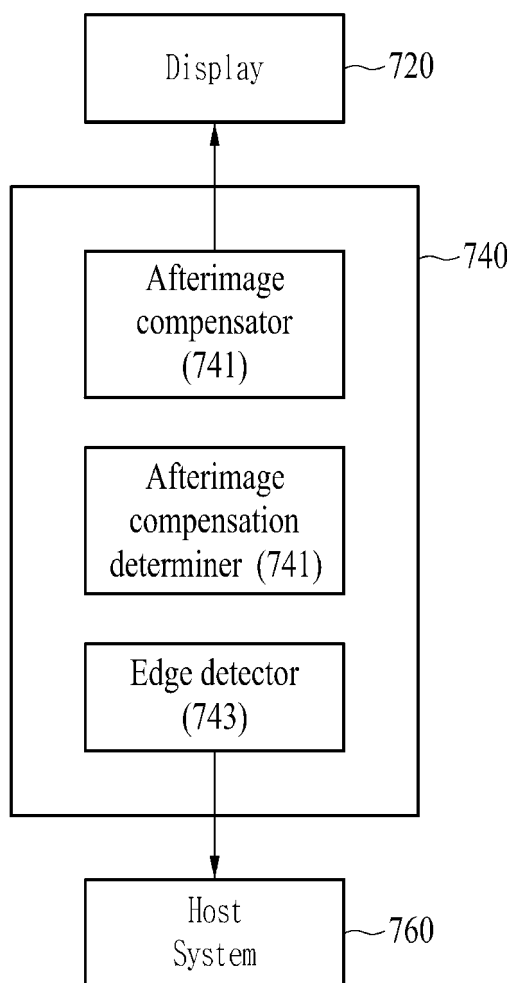 Display
720
740
Afterimage
compensator
(741)
Afterimage
compensation
determiner (741)
Edge detector
(743)
Host
System
760